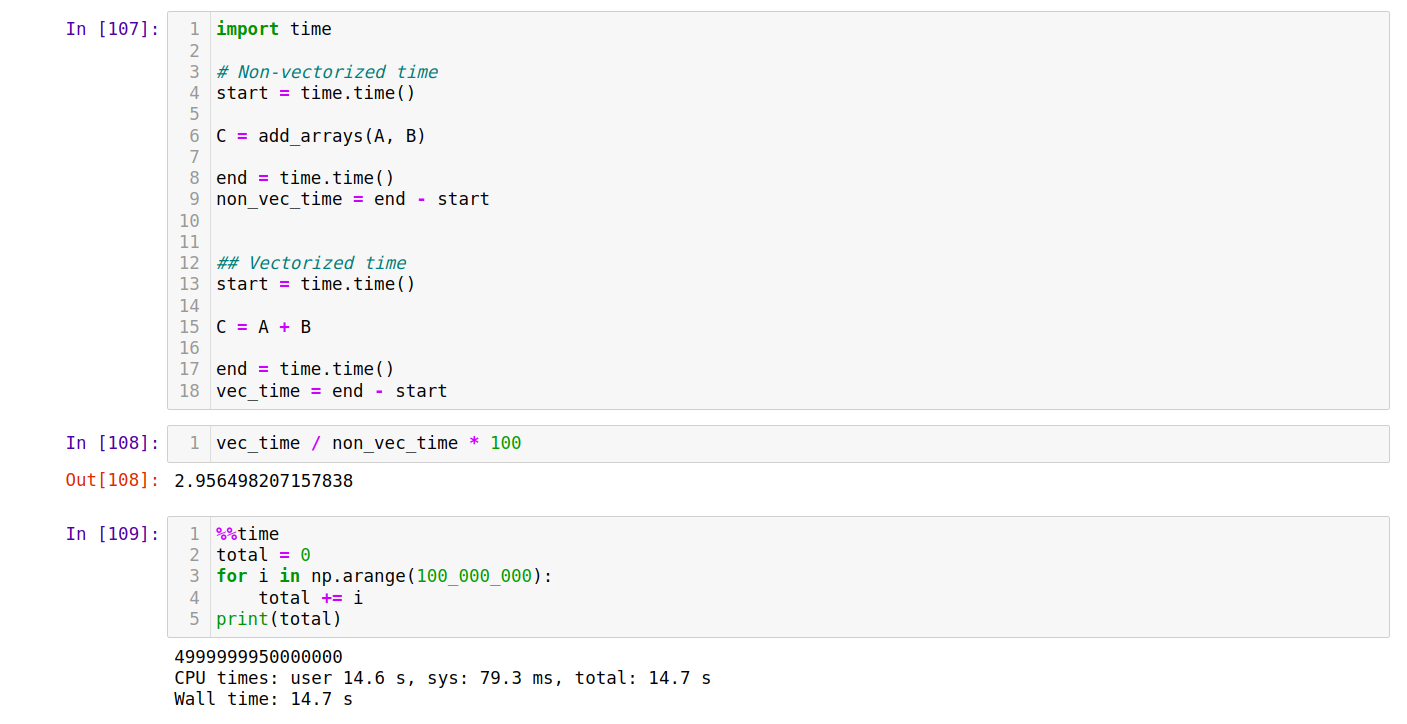 In [107]:
1 import time
2
3 # Non-vectorized time
4 start = time.time()
5
6 C = add_arrays(A, B)
7
8 end = time.time()
9 non_vec_time = end - start
10
11
12 ## Vectorized time
13 start = time.time()
14
15 C = A + B
16
17 end = time.time()
18 vec_time = end - start
In [108]: 1 vec_time / non_vec_time * 100
Out[108]: 2.956498207157838
In [109]:
1 %%time
2 total = 0
3 for i in np.arange(100_000_000):
4     total += i
5 print(total)
4999999950000000
CPU times: user 14.6 s, sys: 79.3 ms, total: 14.7 s
Wall time: 14.7 s